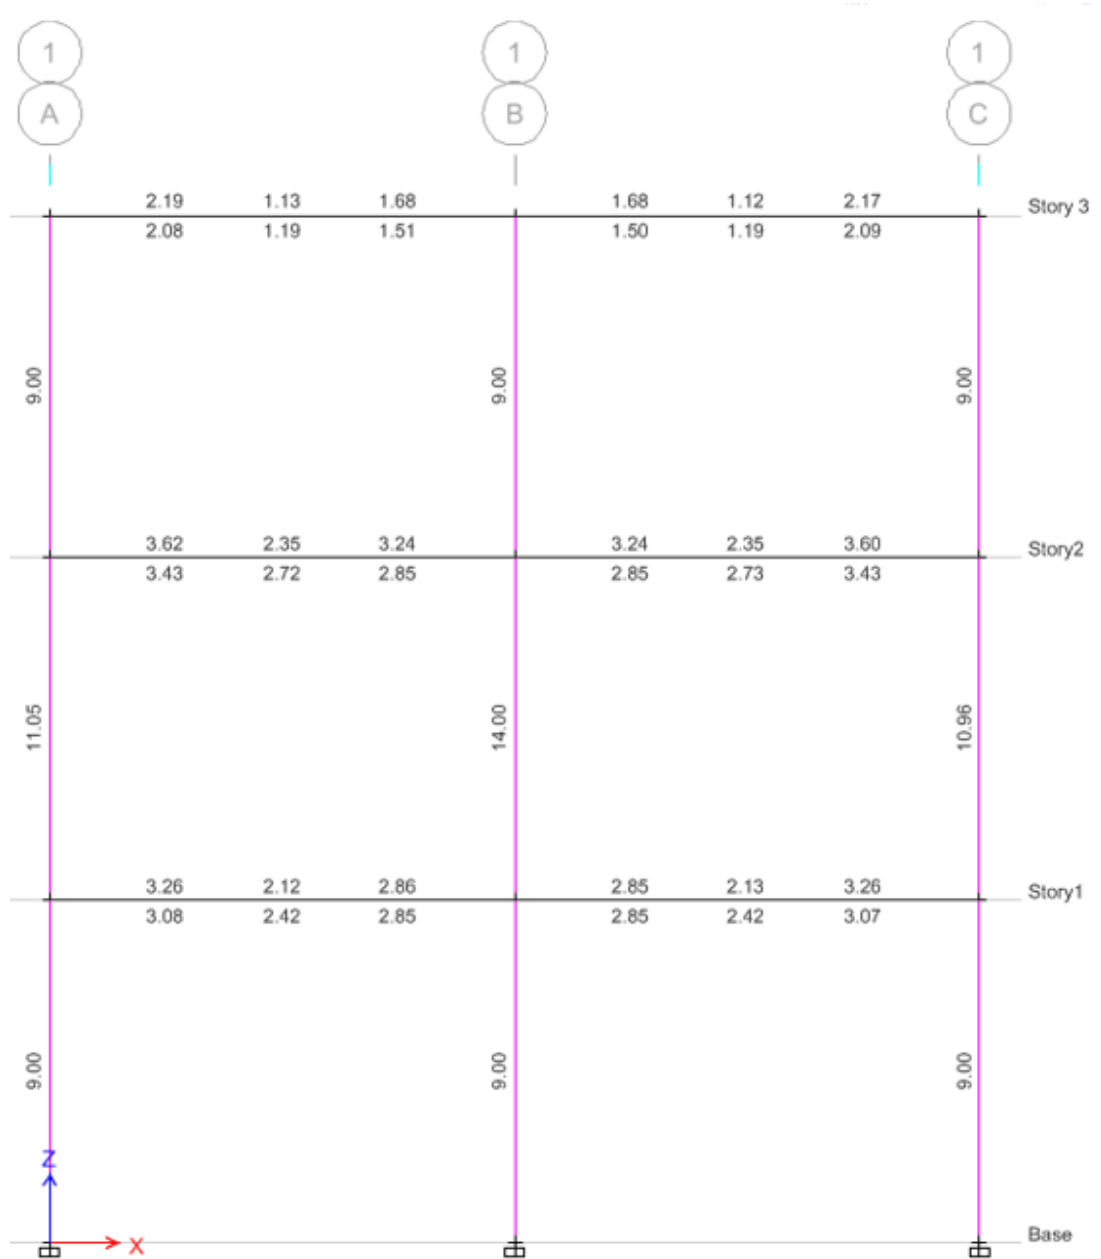 1 1 1
A B C
2.19 1.13 1.68 1.68 1.12 2.17
Story 3
2.08 1.19 1.51 1.50 1.19 2.09
9.00 9.00 9.00
3.62 2.35 3.24 3.24 2.35 3.60
Story2
3.43 2.72 2.85 2.85 2.73 3.43
11.05 14.00 10.96
3.26 2.12 2.86 2.85 2.13 3.26
Story1
3.08 2.42 2.85 2.85 2.42 3.07
9.00 9.00 9.00
Z
X
Base